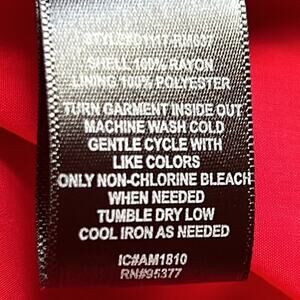 SHELL 100% RAYON
LINING 100% POLYESTER
TURN GARMENT INSIDE OUT
MACHINE WASH COLD
GENTLE CYCLE WITH
LIKE COLORS
ONLY NON-CHLORINE BLEACH
WHEN NEEDED
TUMBLE DRY LOW
COOL IRON AS NEEDED
IC#AM1810
RN#95377